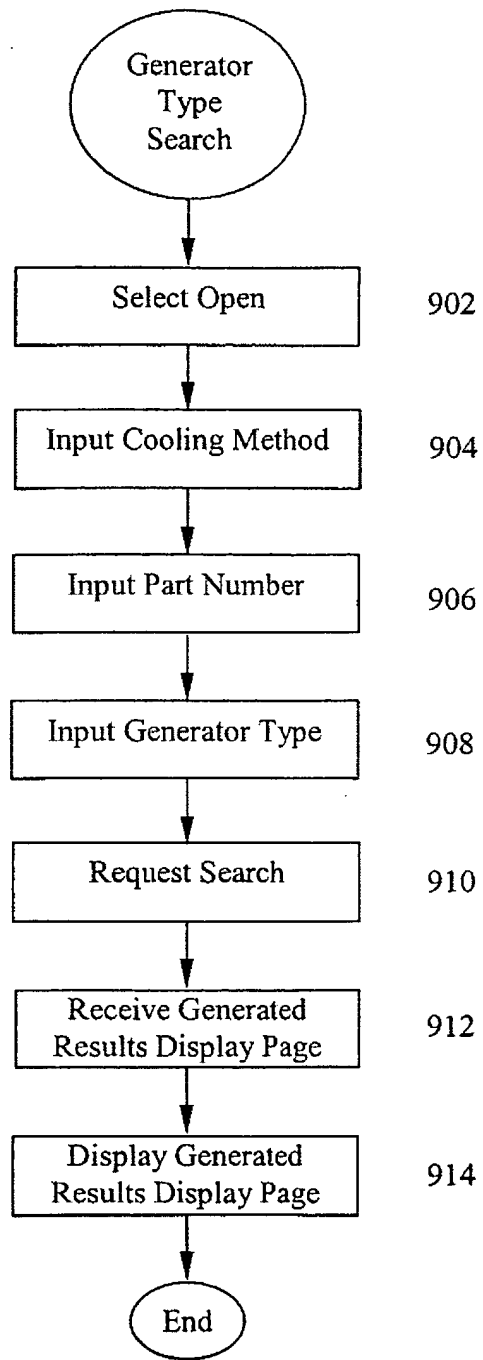 Generator
Type
Search
Select Open
902
Input Cooling Method
904
Input Part Number
906
Input Generator Type
908
Request Search
910
Receive Generated
Results Display Page
912
Display Generated
Results Display Page
914
End